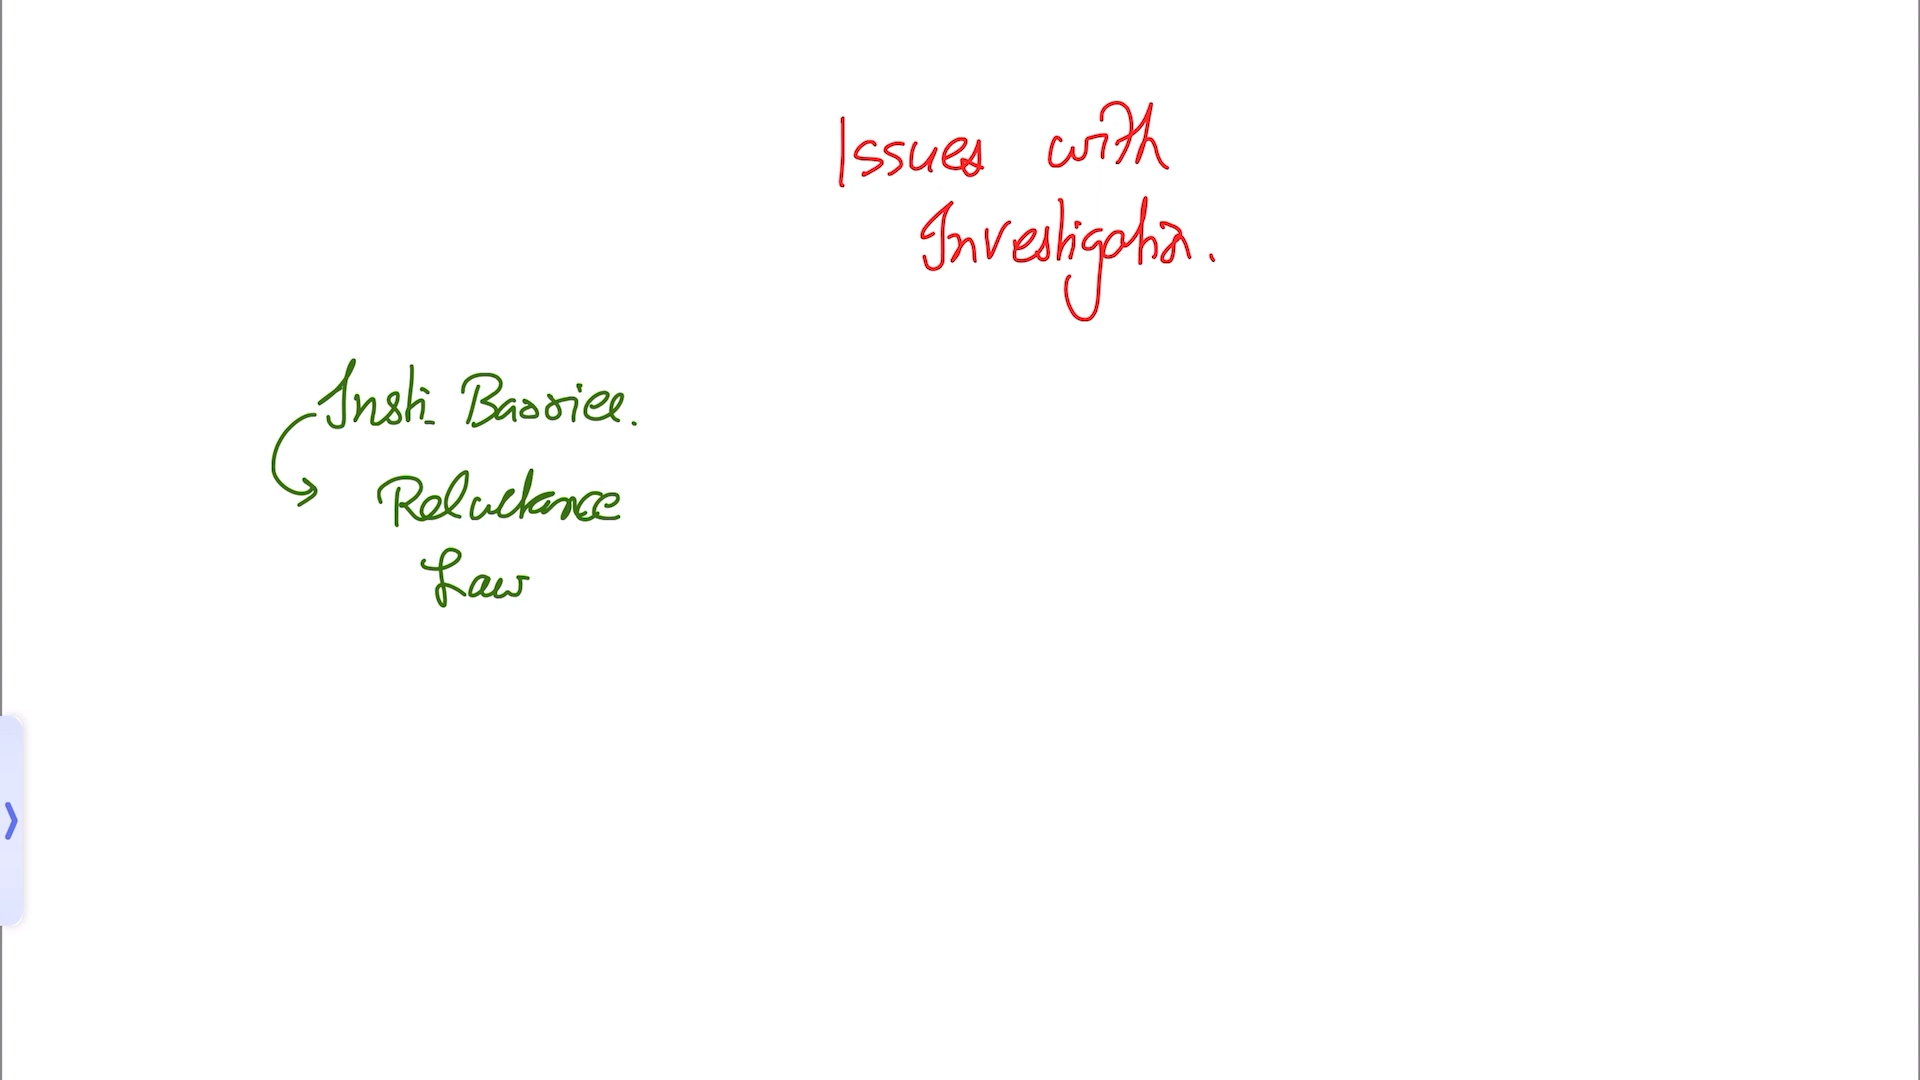 Issues with
Investigation.
Insti. Barrier.
Reluctance
Law